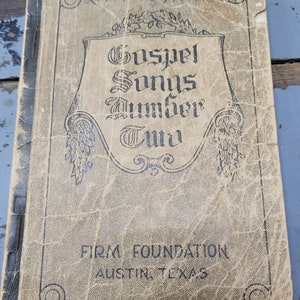 Gospel
Songs
Number
Two
FIRM FOUNDATION
AUSTIN, TEXAS